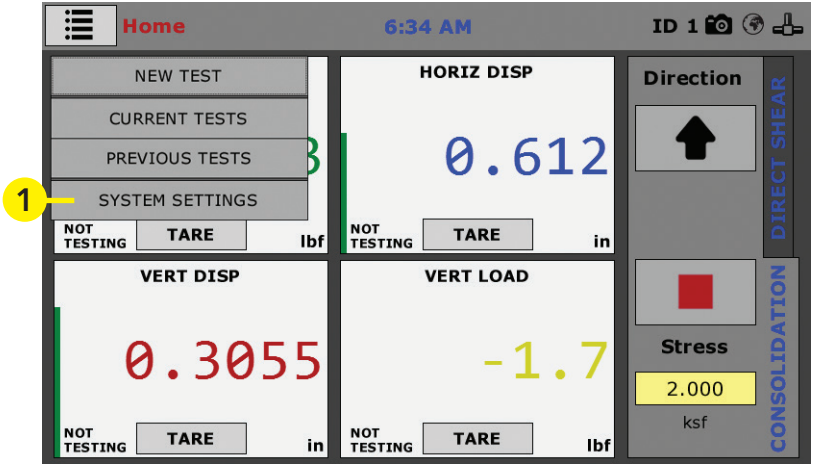 Home 6:34 AM ID 1
NEW TEST
CURRENT TESTS
PREVIOUS TESTS
SYSTEM SETTINGS
1
NOT TESTING TARE lbf
HORIZ DISP
0.612
NOT TESTING TARE in
VERT DISP
0.3055
NOT TESTING TARE in
VERT LOAD
-1.7
NOT TESTING TARE lbf
Direction
Stress
2.000
ksf
DIRECT SHEAR
CONSOLIDATION